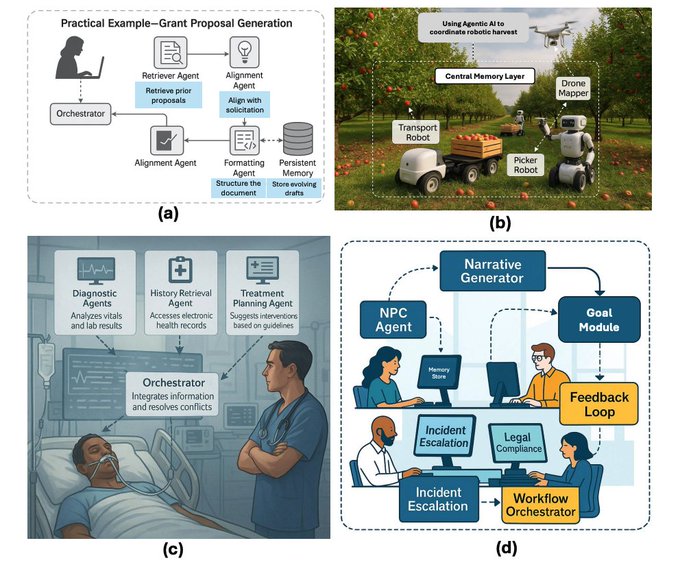 Practical Example—Grant Proposal Generation
Retriever Agent
Retrieve prior
proposals
Alignment
Agent
Align with
solicitation
Orchestrator
Alignment Agent
Formatting
Agent
Structure the
document
Persistent
Memory
Store evolving
drafts
(a)
Using Agentic AI to
coordinate robotic harvest
Central Memory Layer
Drone
Mapper
Transport
Robot
Picker
Robot
(b)
Diagnostic
Agents
Analyzes vitals
and lab results
History Retrieval
Agent
Accesses electronic
health records
Treatment
Planning Agent
Suggests interventions
based on guidelines
Orchestrator
Integrates information
and resolves conflicts
(c)
Narrative
Generator
NPC
Agent
Goal
Module
Memory
Store
Feedback
Loop
Incident
Escalation
Legal
Compliance
Incident
Escalation
Workflow
Orchestrator
(d)